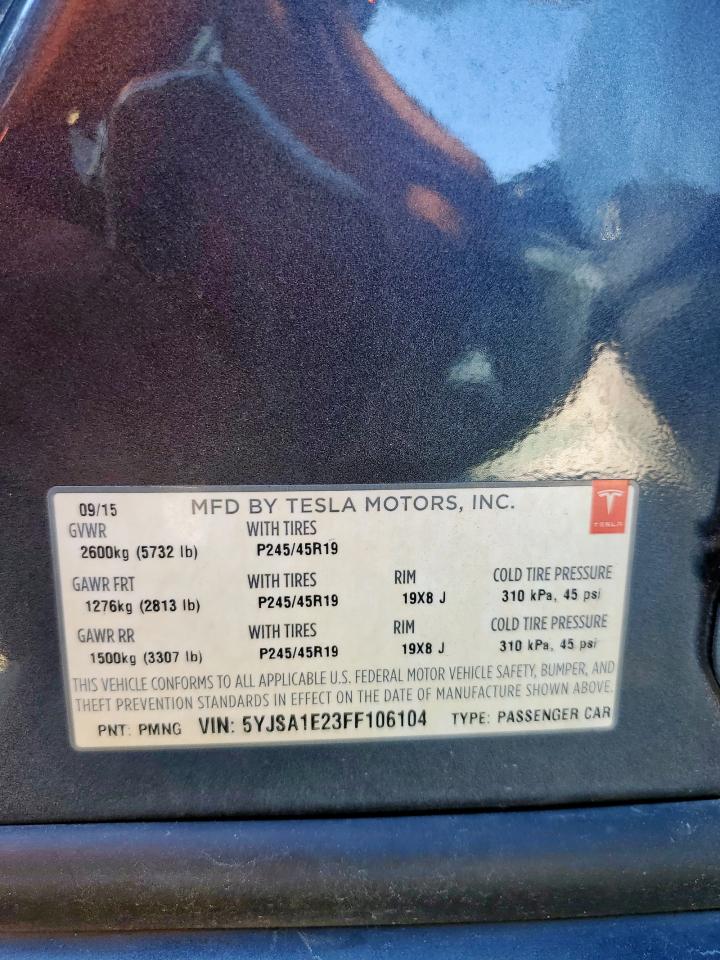 09/15 MFD BY TESLA MOTORS, INC.
TESLA
GVWR WITH TIRES
2600kg (5732 lb) P245/45R19
GAWR FRT WITH TIRES RIM COLD TIRE PRESSURE
1276kg (2813 lb) P245/45R19 19X8 J 310 kPa, 45 psi
GAWR RR WITH TIRES RIM COLD TIRE PRESSURE
1500kg (3307 lb) P245/45R19 19X8 J 310 kPa, 45 psi
THIS VEHICLE CONFORMS TO ALL APPLICABLE U.S. FEDERAL MOTOR VEHICLE SAFETY, BUMPER, AND
THEFT PREVENTION STANDARDS IN EFFECT ON THE DATE OF MANUFACTURE SHOWN ABOVE.
PNT: PMNG VIN: 5YJSA1E23FF106104 TYPE: PASSENGER CAR